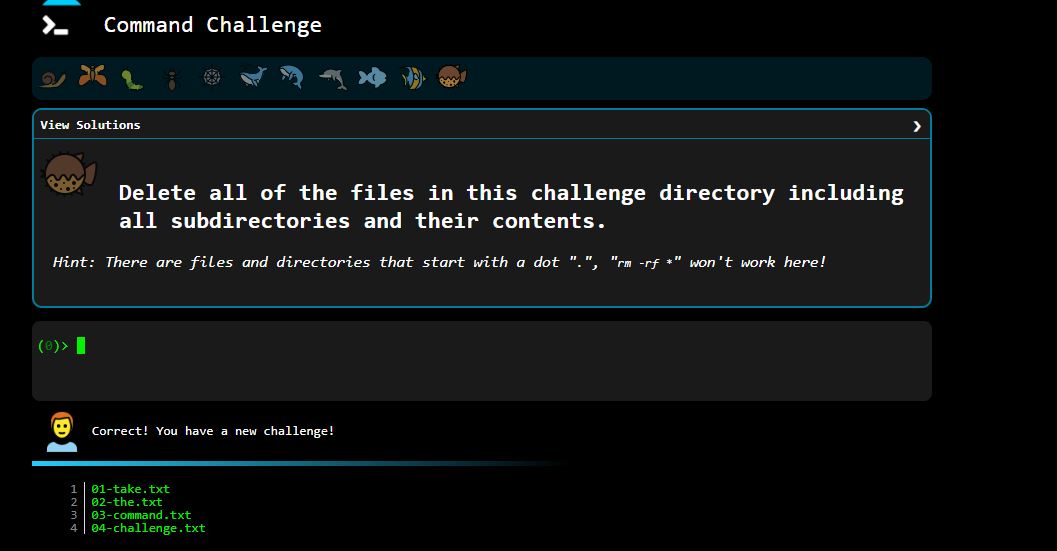 Command Challenge
View Solutions ❯
Delete all of the files in this challenge directory including
all subdirectories and their contents.
Hint: There are files and directories that start with a dot ".", "rm -rf *" won't work here!
(0)>
Correct! You have a new challenge!
1 01-take.txt
2 02-the.txt
3 03-command.txt
4 04-challenge.txt